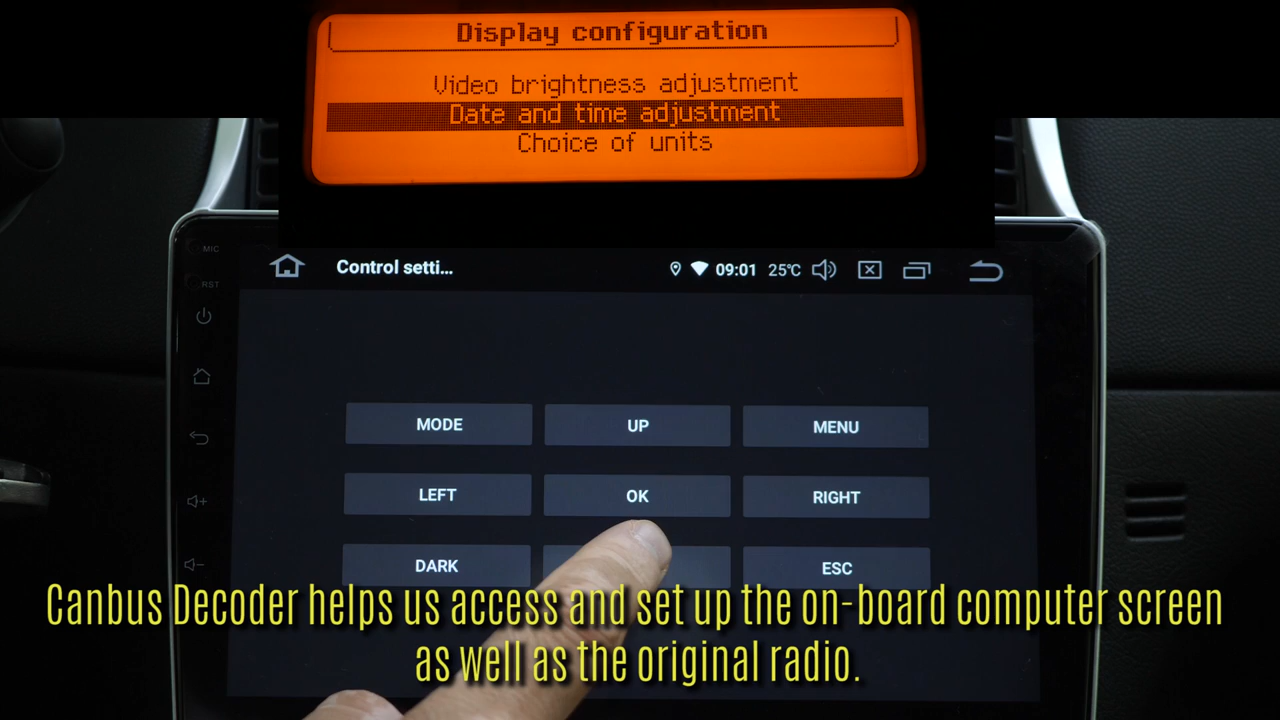 Display configuration
Video brightness adjustment
Date and time adjustment
Choice of units
MIC
Control setti... 09:01 25℃
RST
MODE UP MENU
LEFT OK RIGHT
DARK ESC
Canbus Decoder helps us access and set up the on-board computer screen
as well as the original radio.